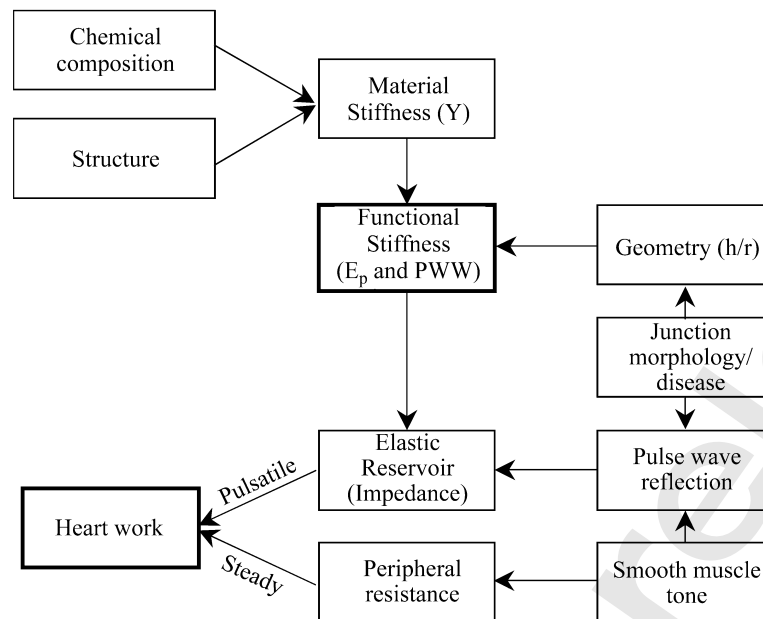 Chemical
composition
Material
Stiffness (Y)
Structure
Functional
Stiffness
(Ep and PWW)
Geometry (h/r)
Junction
morphology/
disease
Elastic
Reservoir
(Impedance)
Pulse wave
reflection
Pulsatile
Heart work
Steady
Peripheral
resistance
Smooth muscle
tone